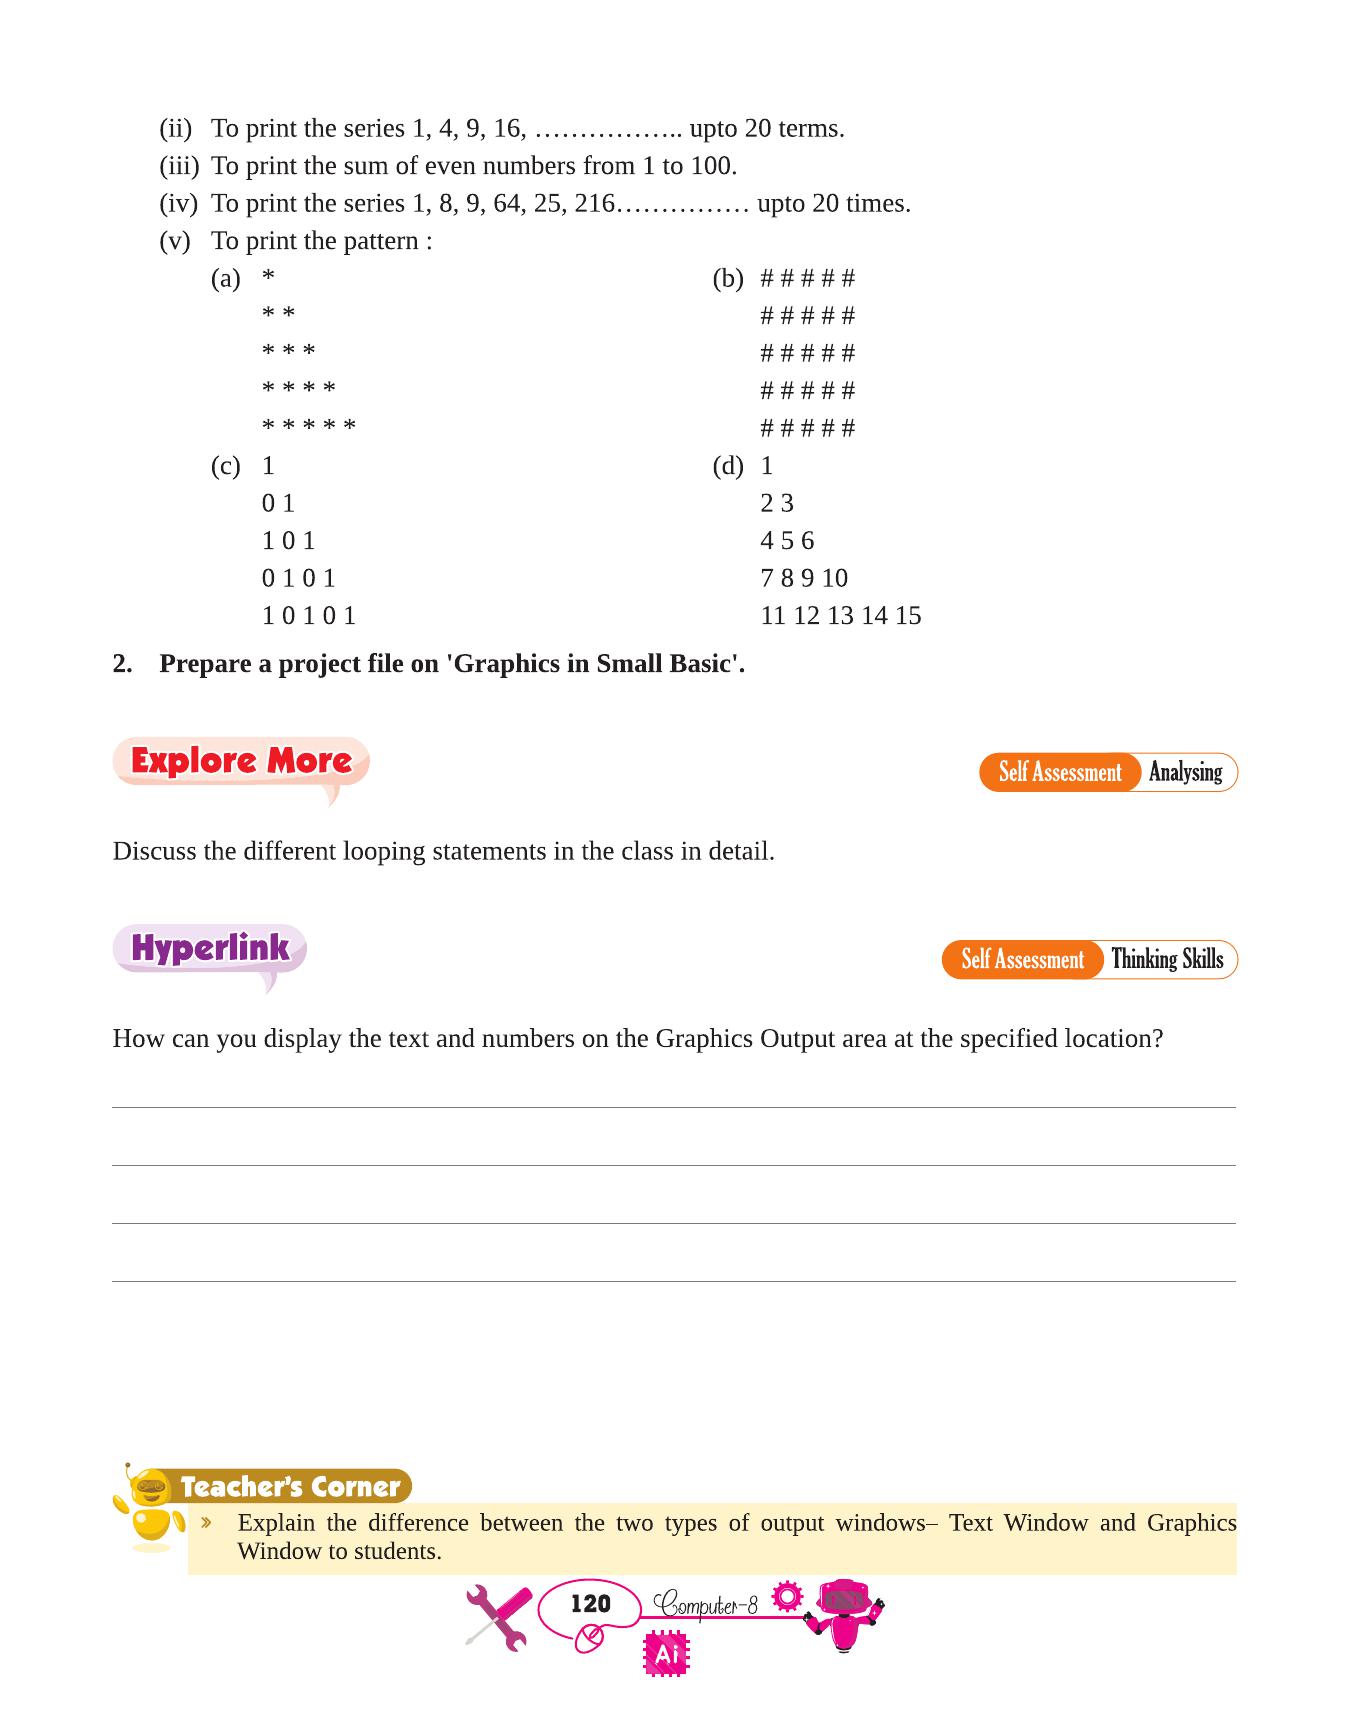 (ii) To print the series 1, 4, 9, 16, …………….. upto 20 terms.
(iii) To print the sum of even numbers from 1 to 100.
(iv) To print the series 1, 8, 9, 64, 25, 216…………… upto 20 times.
(v) To print the pattern :
(a) * (b) # # # # #
* * # # # # #
* * * # # # # #
* * * * # # # # #
* * * * * # # # # #
(c) 1 (d) 1
0 1 2 3
1 0 1 4 5 6
0 1 0 1 7 8 9 10
1 0 1 0 1 11 12 13 14 15
2. Prepare a project file on 'Graphics in Small Basic'.
Explore More Self Assessment Analysing
Discuss the different looping statements in the class in detail.
Hyperlink Self Assessment Thinking Skills
How can you display the text and numbers on the Graphics Output area at the specified location?
Teacher's Corner
» Explain the difference between the two types of output windows– Text Window and Graphics
Window to students.
120 Computer-8
Ai